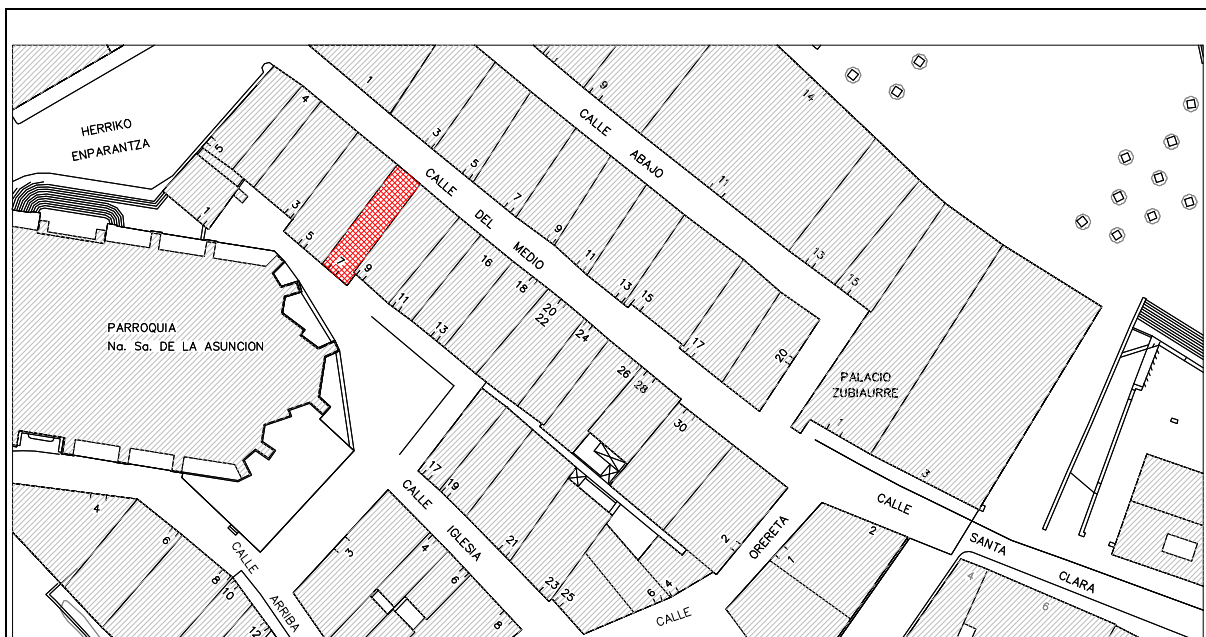 HERRIKO
ENPARANTZA
1
4
9
14
CALLE
ABAJO
3
5
5
7
11
1
3
5
CALLE
DEL
MEDIO
9
11
13
15
7
9
11
13
16
18
20
22
24
26
28
30
13
15
17
20
PARROQUIA
Na. Sa. DE LA ASUNCION
PALACIO
ZUBIAURRE
1
3
17
19
21
23
25
CALLE
IGLESIA
CALLE
SANTA
CLARA
2
ORERETA
1
2
4
6
CALLE
4
6
8
10
12
CALLE
ARRIBA
3
4
6
8
4
6